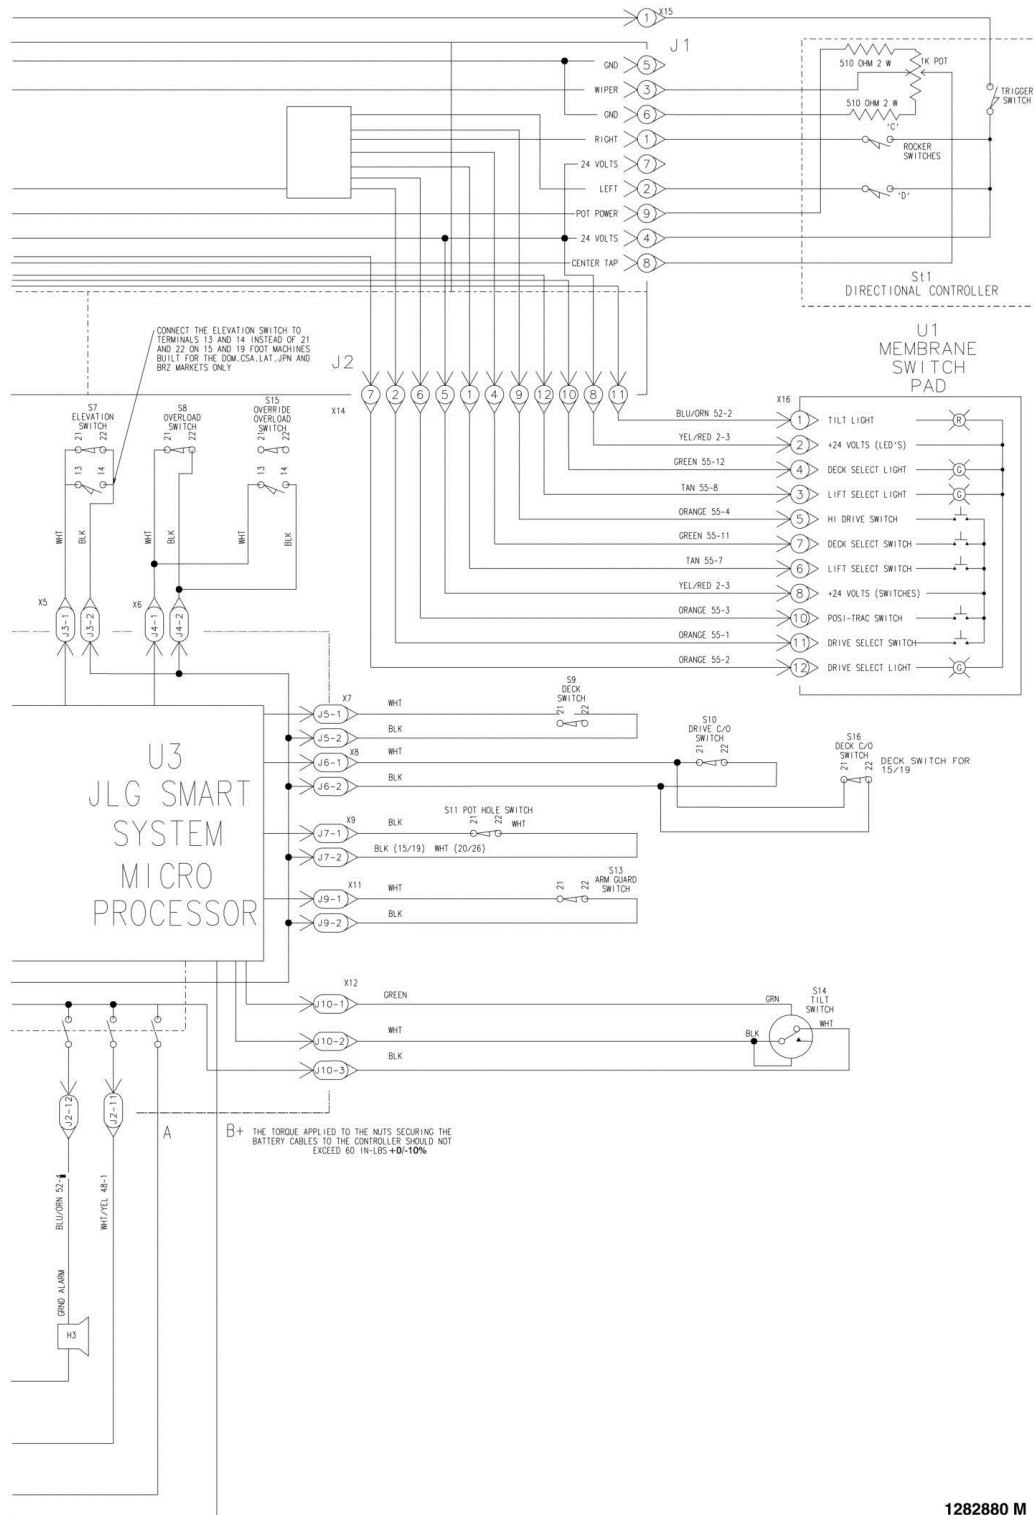 1 X15
J1
GND 5
WIPER 3
GND 6
RIGHT 1
24 VOLTS 7
LEFT 2
POT POWER 9
24 VOLTS 4
CENTER TAP 8
510 OHM 2 W
1K POT
510 OHM 2 W
'C'
ROCKER
SWITCHES
'D'
TRIGGER
SWITCH
St1
DIRECTIONAL CONTROLLER
CONNECT THE ELEVATION SWITCH TO
TERMINALS 13 AND 14 INSTEAD OF 21
AND 22 ON 15 AND 19 FOOT MACHINES
BUILT FOR THE DOM.CSA.LAT.JPN AND
BRZ MARKETS ONLY
J2
X14
7 2 6 5 1 4 9 12 10 8 11
U1
MEMBRANE
SWITCH
PAD
X16
BLU/ORN 52-2 1 TILT LIGHT R
YEL/RED 2-3 2 +24 VOLTS (LED'S)
GREEN 55-12 4 DECK SELECT LIGHT G
TAN 55-8 3 LIFT SELECT LIGHT G
ORANGE 55-4 5 HI DRIVE SWITCH
GREEN 55-11 7 DECK SELECT SWITCH
TAN 55-7 6 LIFT SELECT SWITCH
YEL/RED 2-3 8 +24 VOLTS (SWITCHES)
ORANGE 55-3 10 POSI-TRAC SWITCH
ORANGE 55-1 11 DRIVE SELECT SWITCH
ORANGE 55-2 12 DRIVE SELECT LIGHT G
S7
ELEVATION
SWITCH
21 22
13 14
S8
OVERLOAD
SWITCH
21 22
S15
OVERRIDE
OVERLOAD
SWITCH
21 22
13 14
WHT BLK WHT BLK WHT BLK
X5 J3-1 J3-2
X6 J4-1 J4-2
U3
JLG SMART
SYSTEM
MICRO
PROCESSOR
X7
J5-1 WHT
J5-2 BLK
S9
DECK
SWITCH
21 22
X8
J6-1 WHT
J6-2 BLK
S10
DRIVE C/O
SWITCH
21 22
S16
DECK C/O
SWITCH
21 22
DECK SWITCH FOR
15/19
X9
J7-1 BLK
S11 POT HOLE SWITCH
21 22 WHT
J7-2 BLK (15/19) WHT (20/26)
X11
J9-1 WHT
J9-2 BLK
S13
ARM GUARD
SWITCH
21 22
X12
J10-1 GREEN
J10-2 WHT
J10-3 BLK
S14
TILT
SWITCH
GRN
BLK
WHT
J2-12
J2-11
A
B+ THE TORQUE APPLIED TO THE NUTS SECURING THE
BATTERY CABLES TO THE CONTROLLER SHOULD NOT
EXCEED 60 IN-LBS +0/-10%
BLU/ORN
WHT/YEL 48-1
GRND ALARM
H3
1282880 M